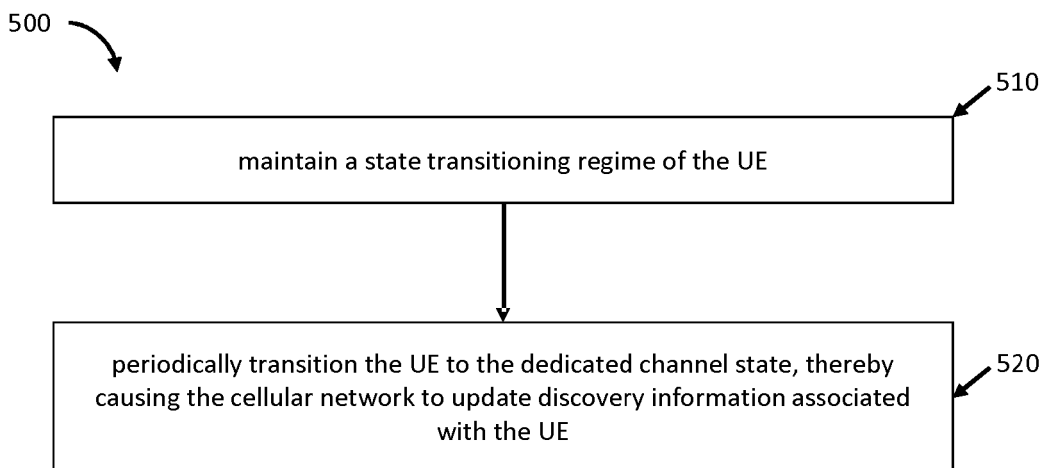 500
510
maintain a state transitioning regime of the UE
520
periodically transition the UE to the dedicated channel state, thereby
causing the cellular network to update discovery information associated
with the UE